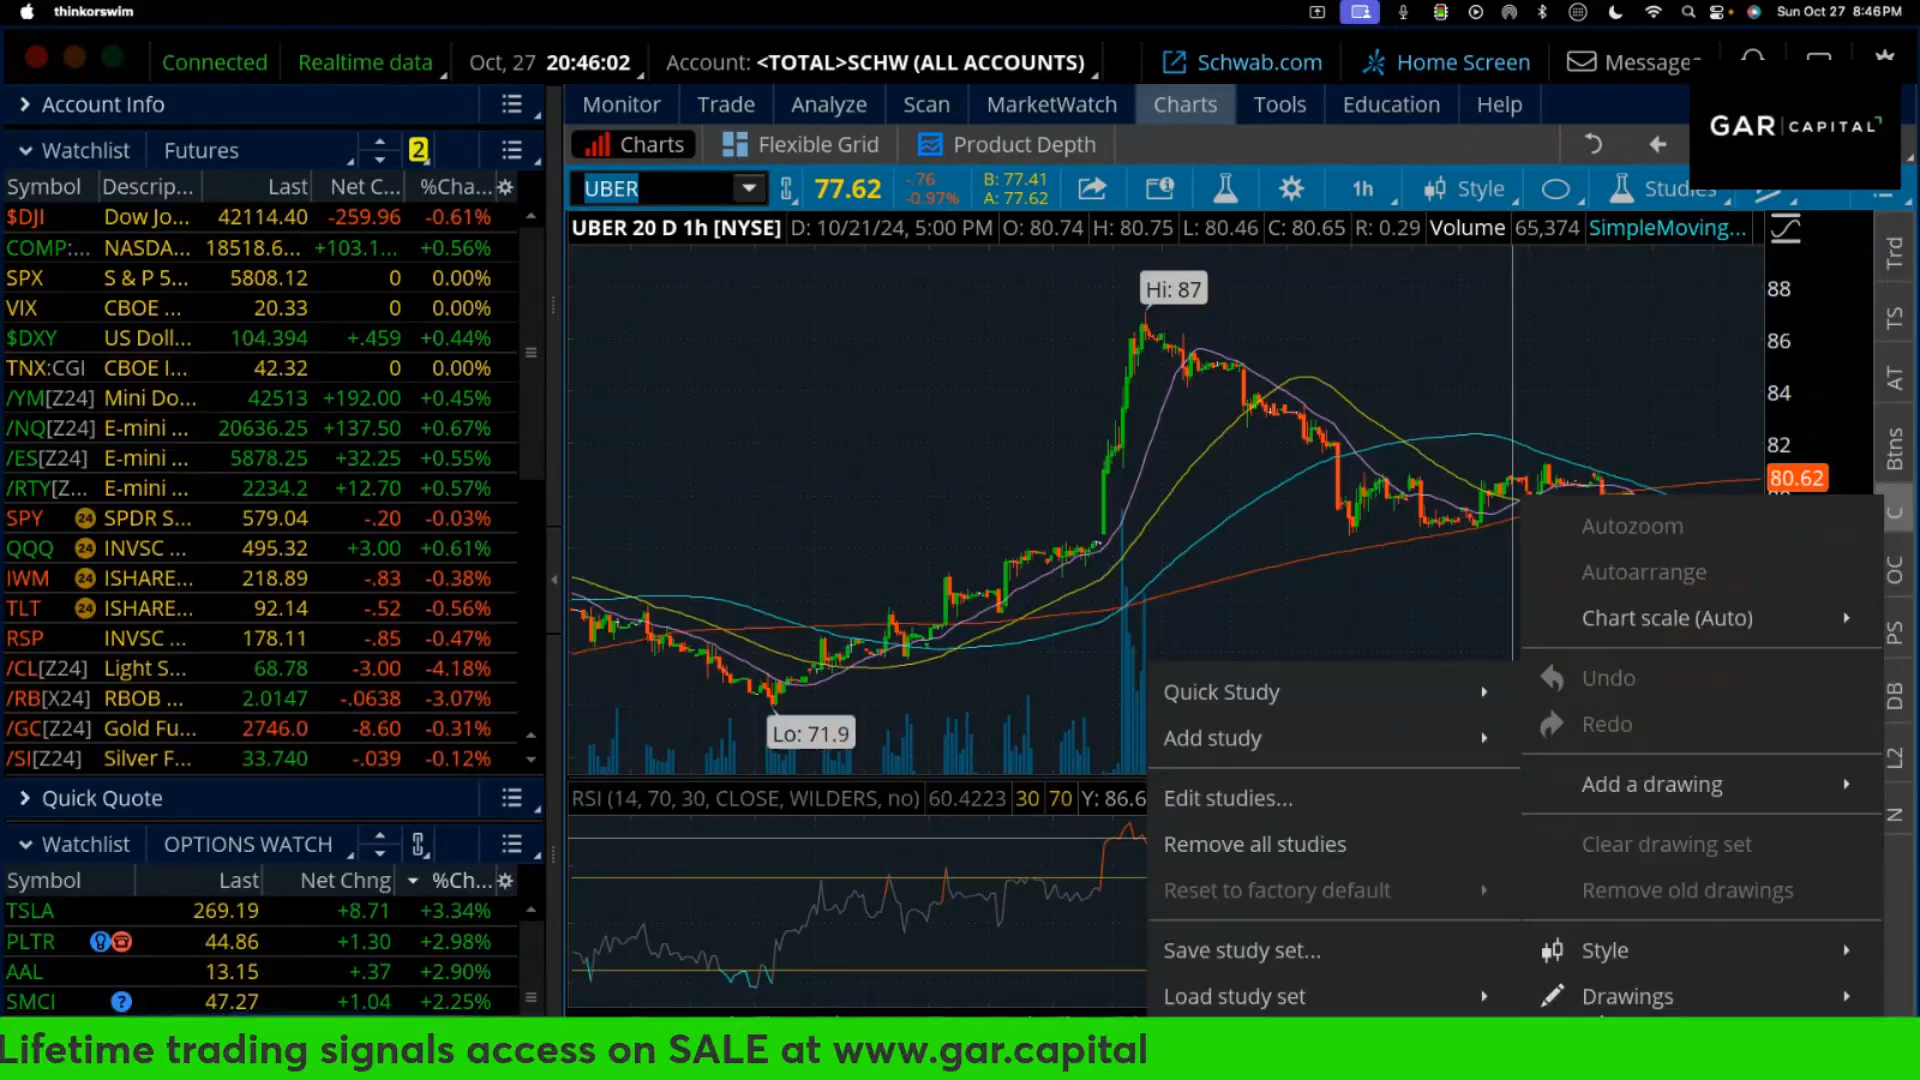 thinkorswim
Sun Oct 27 8:46PM
Connected
Realtime data
Oct, 27 20:46:02
Account: <TOTAL>SCHW (ALL ACCOUNTS)
Schwab.com
Home Screen
Account Info
Monitor Trade Analyze Scan MarketWatch Charts Tools Education Help
GAR CAPITAL
Watchlist Futures 2
Charts Flexible Grid Product Depth
Symbol Descrip... Last Net C... %Cha...
UBER 77.62 -.76 -0.97% B: 77.41 A: 77.62 1h Style
UBER 20 D 1h [NYSE] D: 10/21/24, 5:00 PM O: 80.74 H: 80.75 L: 80.46 C: 80.65 R: 0.29 Volume 65,374 SimpleMoving...
$DJI Dow Jo... 42114.40 -259.96 -0.61%
COMP:... NASDA... 18518.6... +103.1... +0.56%
SPX S & P 5... 5808.12 0 0.00%
VIX CBOE ... 20.33 0 0.00%
$DXY US Doll... 104.394 +.459 +0.44%
TNX:CGI CBOE I... 42.32 0 0.00%
/YM[Z24] Mini Do... 42513 +192.00 +0.45%
/NQ[Z24] E-mini ... 20636.25 +137.50 +0.67%
/ES[Z24] E-mini ... 5878.25 +32.25 +0.55%
/RTY[Z... E-mini ... 2234.2 +12.70 +0.57%
SPY 24 SPDR S... 579.04 -.20 -0.03%
QQQ 24 INVSC ... 495.32 +3.00 +0.61%
IWM 24 ISHARE... 218.89 -.83 -0.38%
TLT 24 ISHARE... 92.14 -.52 -0.56%
RSP INVSC ... 178.11 -.85 -0.47%
/CL[Z24] Light S... 68.78 -3.00 -4.18%
/RB[X24] RBOB ... 2.0147 -.0638 -3.07%
/GC[Z24] Gold Fu... 2746.0 -8.60 -0.31%
/SI[Z24] Silver F... 33.740 -.039 -0.12%
Quick Quote
Watchlist OPTIONS WATCH
Symbol Last Net Chng %Ch...
TSLA 269.19 +8.71 +3.34%
PLTR 44.86 +1.30 +2.98%
AAL 13.15 +.37 +2.90%
SMCI ? 47.27 +1.04 +2.25%
Hi: 87
Lo: 71.9
88
86
84
82
80.62
RSI (14, 70, 30, CLOSE, WILDERS, no) 60.4223 30 70 Y: 86.6
Quick Study
Add study
Edit studies...
Remove all studies
Reset to factory default
Save study set...
Load study set
Autozoom
Autoarrange
Chart scale (Auto)
Undo
Redo
Add a drawing
Clear drawing set
Remove old drawings
Style
Drawings
Trd
TS
AT
Btns
C
OC
PS
DB
L2
N
Lifetime trading signals access on SALE at www.gar.capital